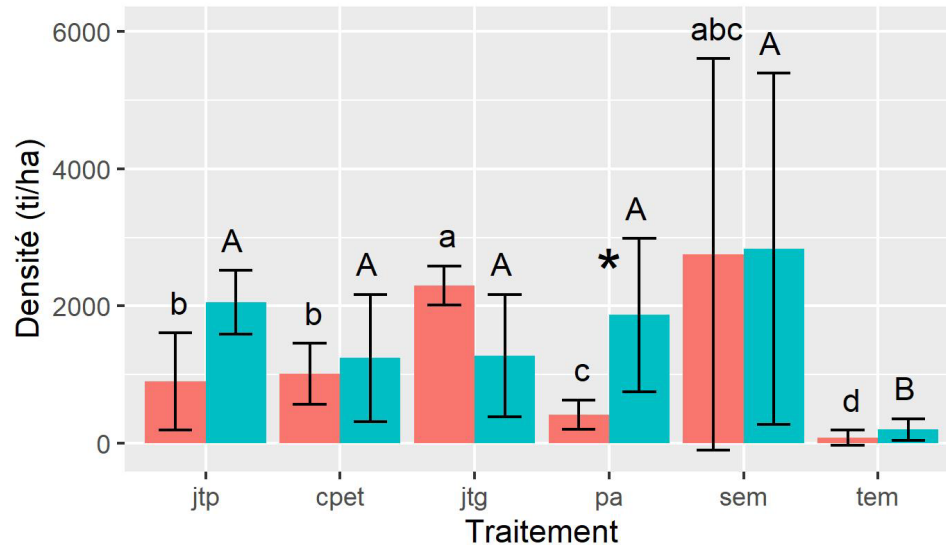 Densité (ti/ha)
6000
4000
2000
0
b
A
b
A
a
A
c
*
A
abc
A
d
B
jtp
cpet
jtg
pa
sem
tem
Traitement